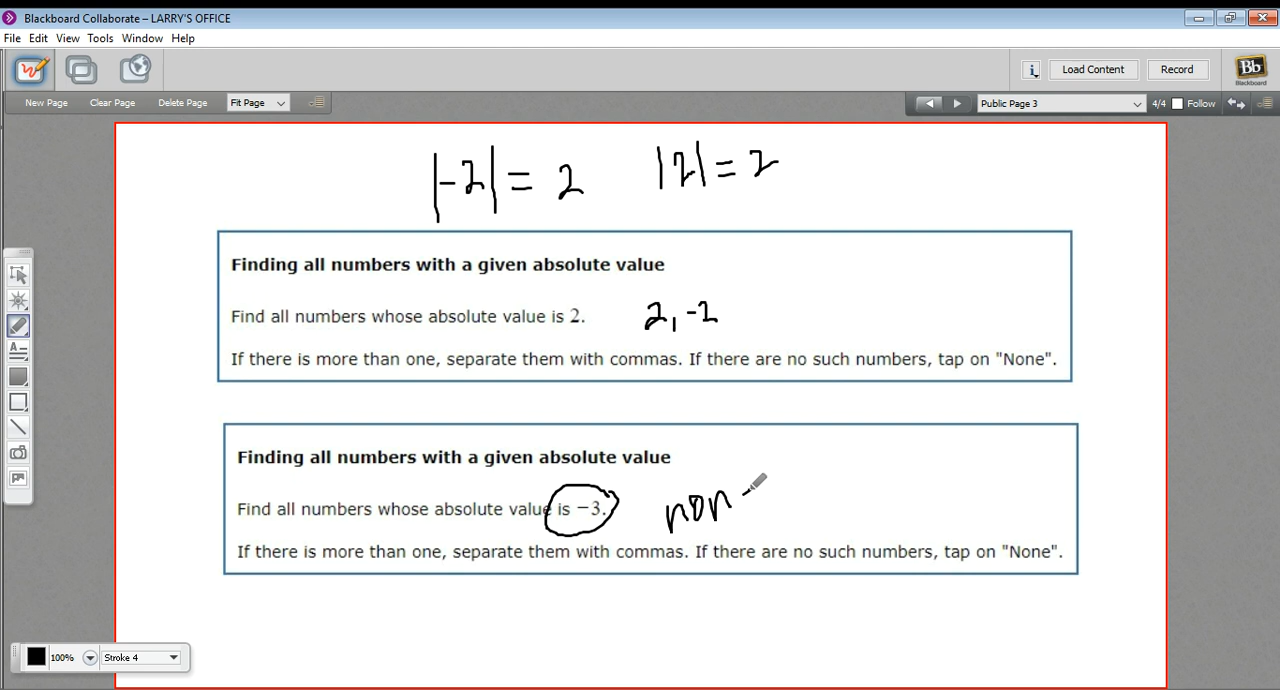 Blackboard Collaborate – LARRY'S OFFICE
File Edit View Tools Window Help
i Load Content Record Bb Blackboard
New Page Clear Page Delete Page Fit Page Public Page 3 4/4 Follow
|-2| = 2 |2| = 2
Finding all numbers with a given absolute value
Find all numbers whose absolute value is 2. 2, -2
If there is more than one, separate them with commas. If there are no such numbers, tap on "None".
Finding all numbers with a given absolute value
Find all numbers whose absolute value is −3. non
If there is more than one, separate them with commas. If there are no such numbers, tap on "None".
100% Stroke 4